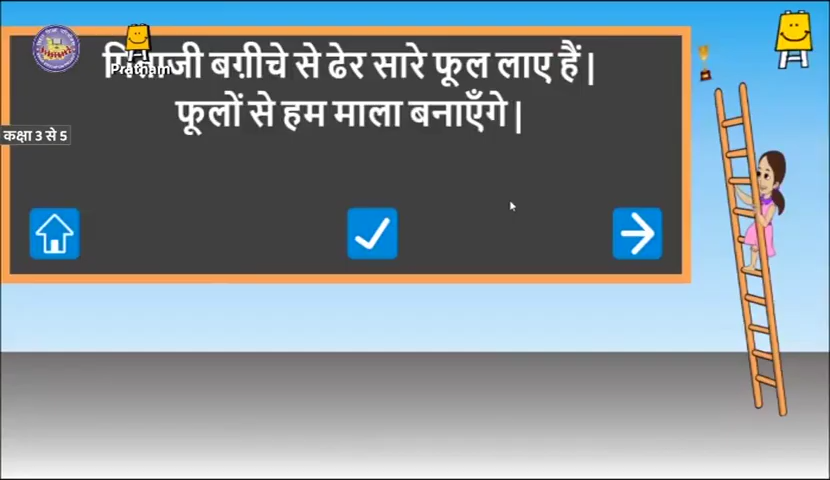 पिताजी बग़ीचे से ढेर सारे फूल लाए हैं|
फूलों से हम माला बनाएँगे|
Pratham
कक्षा 3 से 5